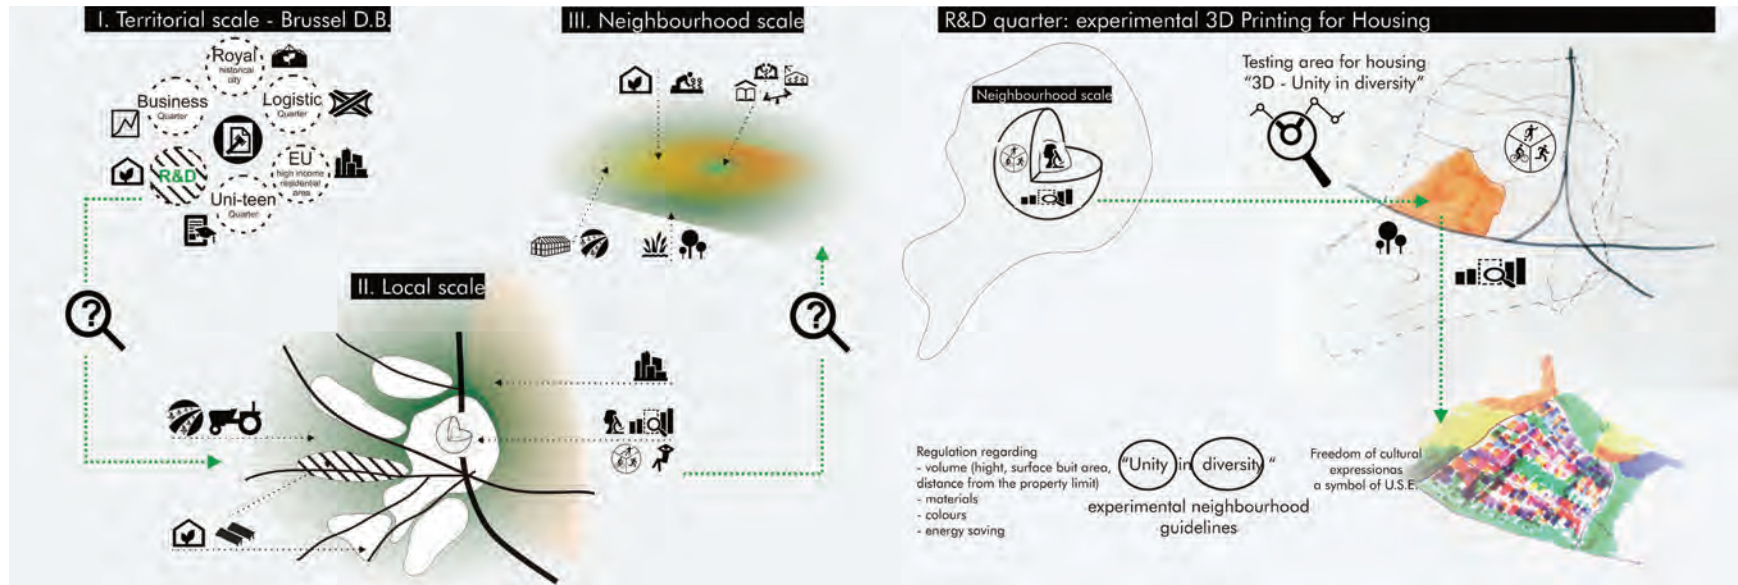 I. Territorial scale - Brussel D.B.
Royal
historical
city
Business
Quarter
Logistic
Quarter
R&D
EU
high income
residential
area
Uni-teen
Quarter
?
II. Local scale
III. Neighbourhood scale
?
R&D quarter: experimental 3D Printing for Housing
Neighbourhood scale
Testing area for housing
"3D - Unity in diversity"
Regulation regarding
- volume (hight, surface buit area,
distance from the property limit)
- materials
- colours
- energy saving
"Unity in diversity"
experimental neighbourhood
guidelines
Freedom of cultural
expressionas
a symbol of U.S.E.